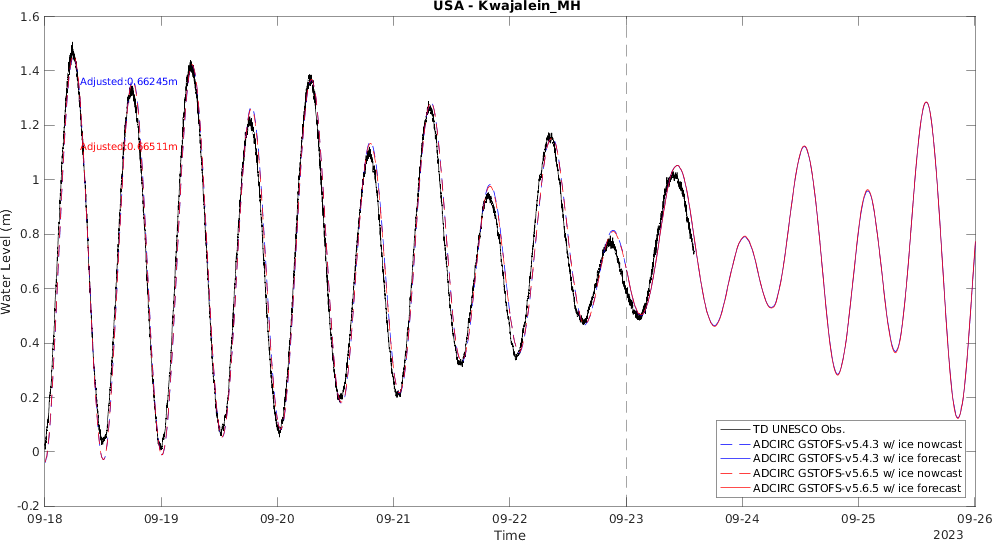 USA - Kwajalein_MH
1.6
1.4
1.2
1
0.8
0.6
0.4
0.2
0
-0.2
Water Level (m)
Adjusted:0.66245m
Adjusted:0.66511m
TD UNESCO Obs.
ADCIRC GSTOFS-v5.4.3 w/ ice nowcast
ADCIRC GSTOFS-v5.4.3 w/ ice forecast
ADCIRC GSTOFS-v5.6.5 w/ ice nowcast
ADCIRC GSTOFS-v5.6.5 w/ ice forecast
09-18 09-19 09-20 09-21 09-22 09-23 09-24 09-25 09-26
Time
2023